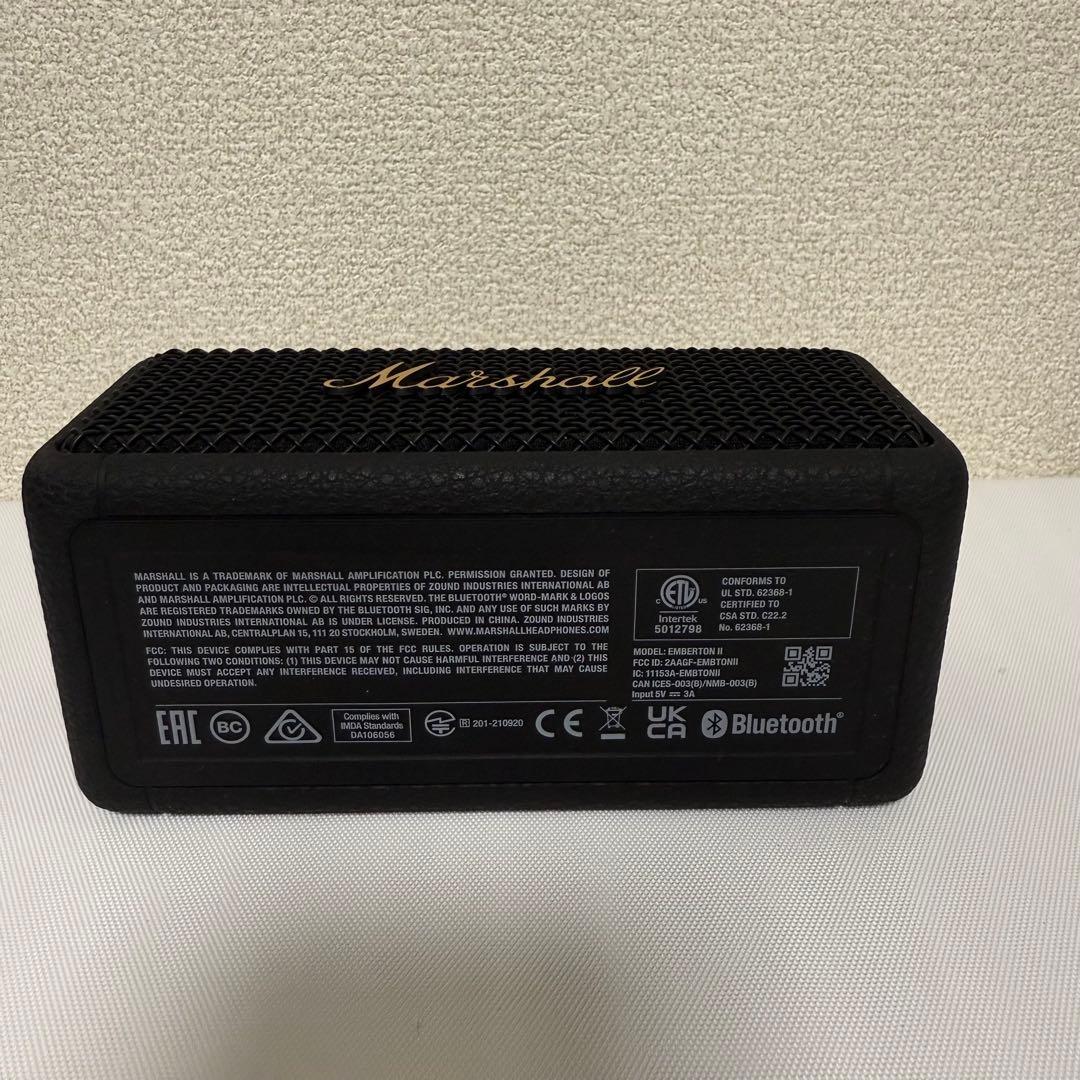 Marshall
MARSHALL IS A TRADEMARK OF MARSHALL AMPLIFICATION PLC. PERMISSION GRANTED. DESIGN OF
PRODUCT AND PACKAGING ARE INTELLECTUAL PROPERTIES OF ZOUND INDUSTRIES INTERNATIONAL AB
AND MARSHALL AMPLIFICATION PLC. © ALL RIGHTS RESERVED. THE BLUETOOTH® WORD-MARK & LOGOS
ARE REGISTERED TRADEMARKS OWNED BY THE BLUETOOTH SIG, INC. AND ANY USE OF SUCH MARKS BY
ZOUND INDUSTRIES INTERNATIONAL AB IS UNDER LICENSE. PRODUCED IN CHINA. ZOUND INDUSTRIES
INTERNATIONAL AB, CENTRALPLAN 15, 111 20 STOCKHOLM, SWEDEN. WWW.MARSHALLHEADPHONES.COM
FCC: THIS DEVICE COMPLIES WITH PART 15 OF THE FCC RULES. OPERATION IS SUBJECT TO THE
FOLLOWING TWO CONDITIONS: (1) THIS DEVICE MAY NOT CAUSE HARMFUL INTERFERENCE AND (2) THIS
DEVICE MUST ACCEPT ANY INTERFERENCE RECEIVED, INCLUDING INTERFERENCE THAT MAY CAUSE
UNDESIRED OPERATION.
C ETL US
LISTED
Intertek
5012798
CONFORMS TO
UL STD. 62368-1
CERTIFIED TO
CSA STD. C22.2
No. 62368-1
MODEL: EMBERTON II
FCC ID: 2AAGF-EMBTONII
IC: 11153A-EMBTONII
CAN ICES-003(B)/NMB-003(B)
Input 5V ⎓ 3A
EAC
BC
Complies with
IMDA Standards
DA106056
R 201-210920
CE
UK
CA
Bluetooth®